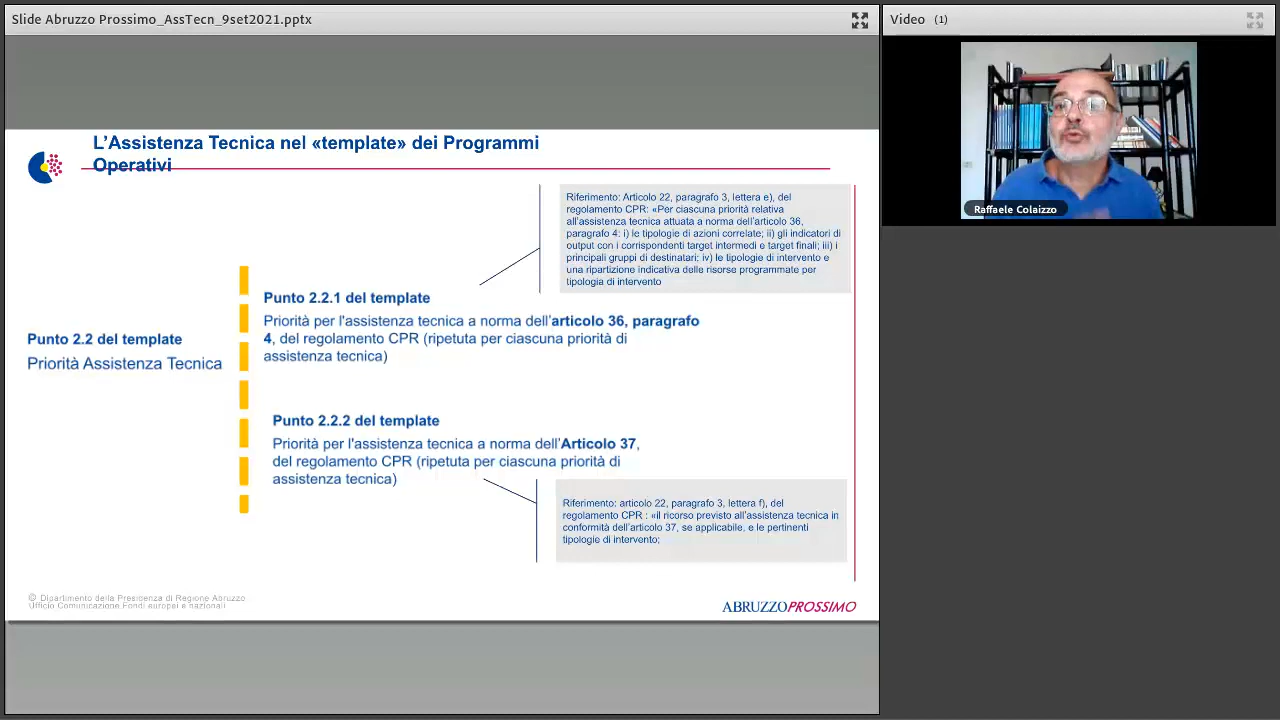 Slide Abruzzo Prossimo_AssTecn_9set2021.pptx
Video (1)
Raffaele Colaizzo
L’Assistenza Tecnica nel «template» dei Programmi
Operativi
Riferimento: Articolo 22, paragrafo 3, lettera e), del
regolamento CPR: «Per ciascuna priorità relativa
all’assistenza tecnica attuata a norma dell’articolo 36,
paragrafo 4: i) le tipologie di azioni correlate; ii) gli indicatori di
output con i corrispondenti target intermedi e target finali; iii) i
principali gruppi di destinatari: iv) le tipologie di intervento e
una ripartizione indicativa delle risorse programmate per
tipologia di intervento
Punto 2.2.1 del template
Priorità per l'assistenza tecnica a norma dell’articolo 36, paragrafo
4, del regolamento CPR (ripetuta per ciascuna priorità di
assistenza tecnica)
Punto 2.2 del template
Priorità Assistenza Tecnica
Punto 2.2.2 del template
Priorità per l'assistenza tecnica a norma dell’Articolo 37,
del regolamento CPR (ripetuta per ciascuna priorità di
assistenza tecnica)
Riferimento: articolo 22, paragrafo 3, lettera f), del
regolamento CPR : «il ricorso previsto all’assistenza tecnica in
conformità dell’articolo 37, se applicabile, e le pertinenti
tipologie di intervento;
© Dipartimento della Presidenza di Regione Abruzzo
Ufficio Comunicazione Fondi europei e nazionali
ABRUZZOPROSSIMO